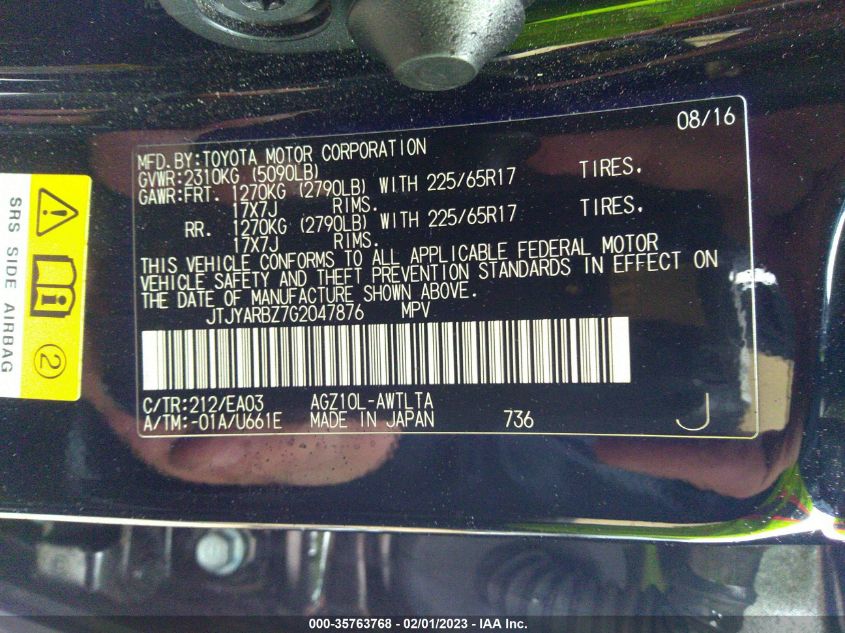 08/16
MFD.BY:TOYOTA MOTOR CORPORATION
GVWR:2310KG (5090LB)
GAWR:FRT. 1270KG (2790LB) WITH 225/65R17 TIRES.
17X7J RIMS.
RR. 1270KG (2790LB) WITH 225/65R17 TIRES.
17X7J RIMS.
THIS VEHICLE CONFORMS TO ALL APPLICABLE FEDERAL MOTOR
VEHICLE SAFETY AND THEFT PREVENTION STANDARDS IN EFFECT ON
THE DATE OF MANUFACTURE SHOWN ABOVE.
JTJYARBZ7G2047876 MPV
C/TR:212/EA03 AGZ10L-AWTLTA
A/TM:-01A/U661E MADE IN JAPAN 736 J
SRS SIDE AIRBAG
2
000-35763768 - 02/01/2023 - IAA Inc.